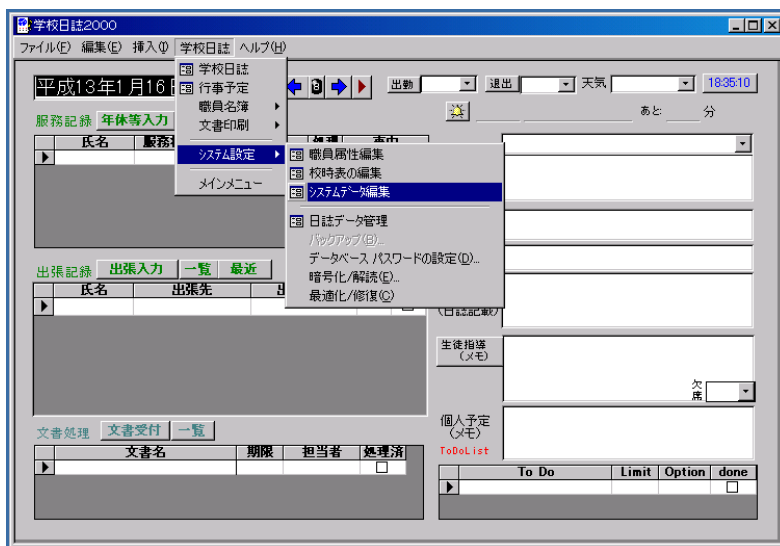 学校日誌2000
ファイル(F) 編集(E) 挿入(I) 学校日誌 ヘルプ(H)
学校日誌
行事予定
職員名簿
文書印刷
システム設定
メインメニュー
職員属性編集
校時表の編集
システムデータ編集
日誌データ管理
バックアップ(B)...
データベース パスワードの設定(D)...
暗号化/解読(E)...
最適化/修復(C)
平成13年1月16日
出勤 退出 天気 18:35:10
あと 分
服務記録 年休等入力
氏名
出張記録 出張入力 一覧 最近
氏名 出張先
(日誌記載)
生徒指導
(メモ)
欠席
個人予定
(メモ)
ToDoList
文書処理 文書受付 一覧
文書名 期限 担当者 処理済
To Do Limit Option done